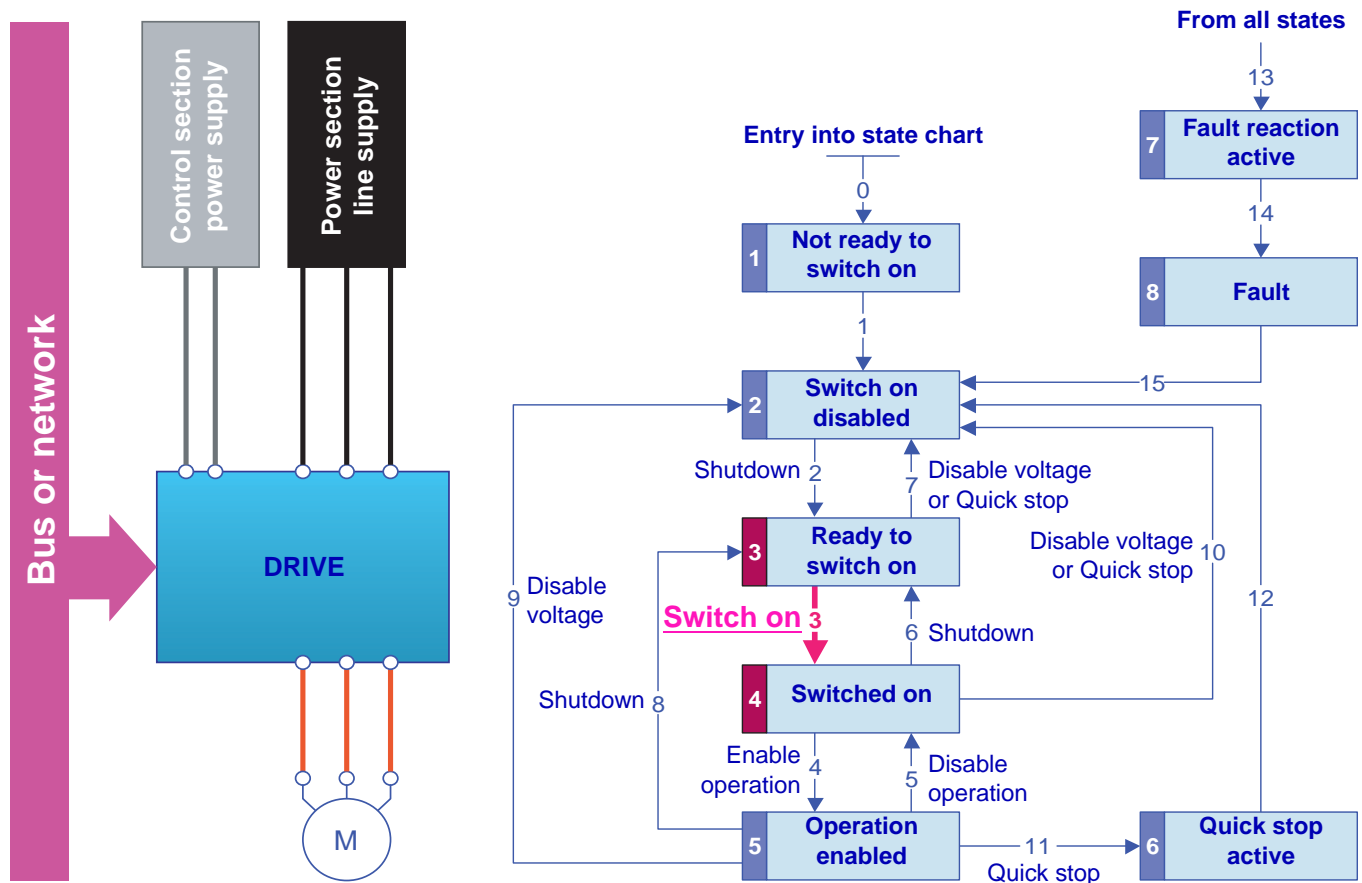 Bus or network
Control section
power supply
Power section
line supply
DRIVE
M
From all states
13
7
Fault reaction
active
14
8
Fault
15
Entry into state chart
0
1
Not ready to
switch on
1
2
Switch on
disabled
Shutdown
2
7
Disable voltage
or Quick stop
3
Ready to
switch on
Switch on
3
6
Shutdown
4
Switched on
Disable voltage
or Quick stop
10
12
9
Disable
voltage
Shutdown
8
Enable
operation
4
5
Disable
operation
5
Operation
enabled
11
Quick stop
6
Quick stop
active